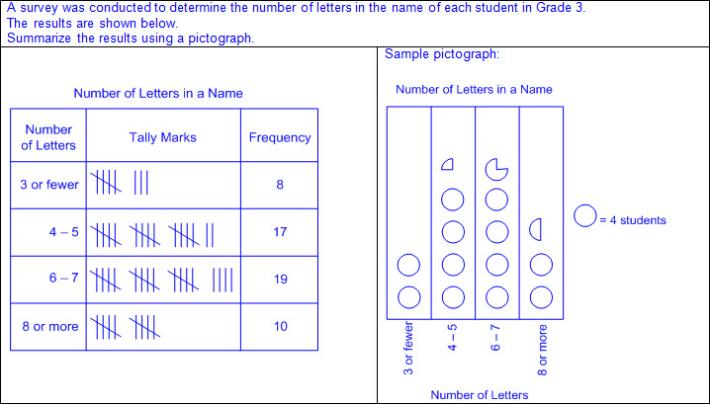 A survey was conducted to determine the number of letters in the name of each student in Grade 3.
The results are shown below.
Summarize the results using a pictograph.
Number of Letters in a Name
Number
of Letters
Tally Marks
Frequency
3 or fewer
8
4 – 5
17
6 – 7
19
8 or more
10
Sample pictograph:
Number of Letters in a Name
= 4 students
3 or fewer
4 – 5
6 – 7
8 or more
Number of Letters